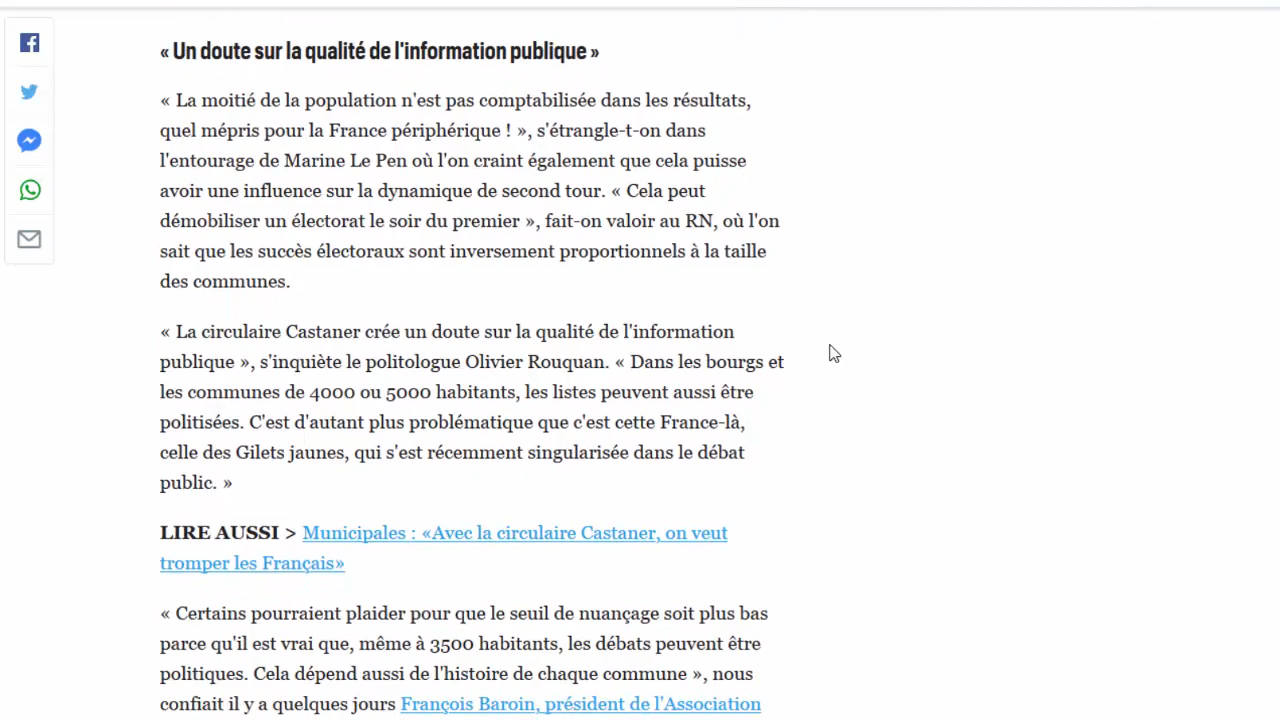 « Un doute sur la qualité de l'information publique »
« La moitié de la population n'est pas comptabilisée dans les résultats,
quel mépris pour la France périphérique ! », s'étrangle-t-on dans
l'entourage de Marine Le Pen où l'on craint également que cela puisse
avoir une influence sur la dynamique de second tour. « Cela peut
démobiliser un électorat le soir du premier », fait-on valoir au RN, où l'on
sait que les succès électoraux sont inversement proportionnels à la taille
des communes.
« La circulaire Castaner crée un doute sur la qualité de l'information
publique », s'inquiète le politologue Olivier Rouquan. « Dans les bourgs et
les communes de 4000 ou 5000 habitants, les listes peuvent aussi être
politisées. C'est d'autant plus problématique que c'est cette France-là,
celle des Gilets jaunes, qui s'est récemment singularisée dans le débat
public. »
LIRE AUSSI > Municipales : «Avec la circulaire Castaner, on veut
tromper les Français»
« Certains pourraient plaider pour que le seuil de nuançage soit plus bas
parce qu'il est vrai que, même à 3500 habitants, les débats peuvent être
politiques. Cela dépend aussi de l'histoire de chaque commune », nous
confiait il y a quelques jours François Baroin, président de l'Association